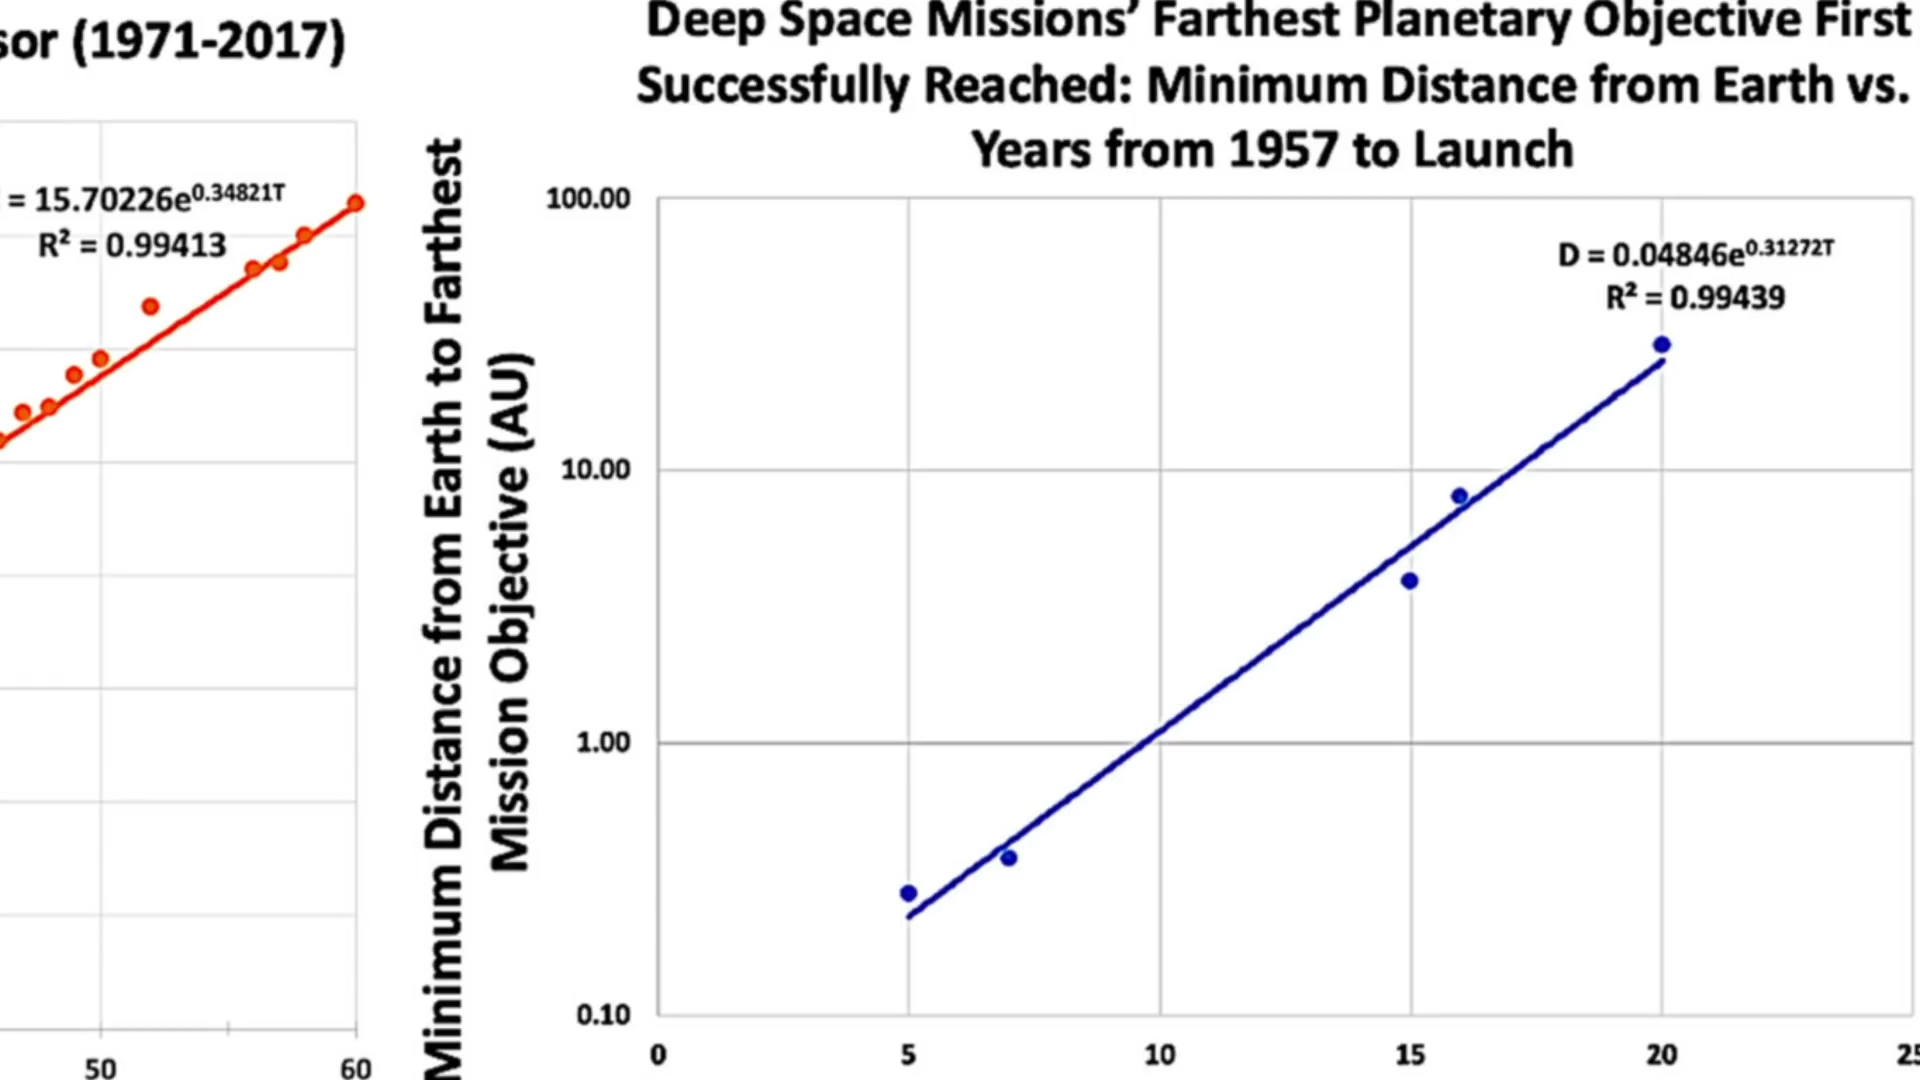 sor (1971-2017)
= 15.70226e^0.34821T
R² = 0.99413
50
60
Deep Space Missions’ Farthest Planetary Objective First
Successfully Reached: Minimum Distance from Earth vs.
Years from 1957 to Launch
Minimum Distance from Earth to Farthest
Mission Objective (AU)
100.00
10.00
1.00
0.10
D = 0.04846e^0.31272T
R² = 0.99439
0
5
10
15
20
25